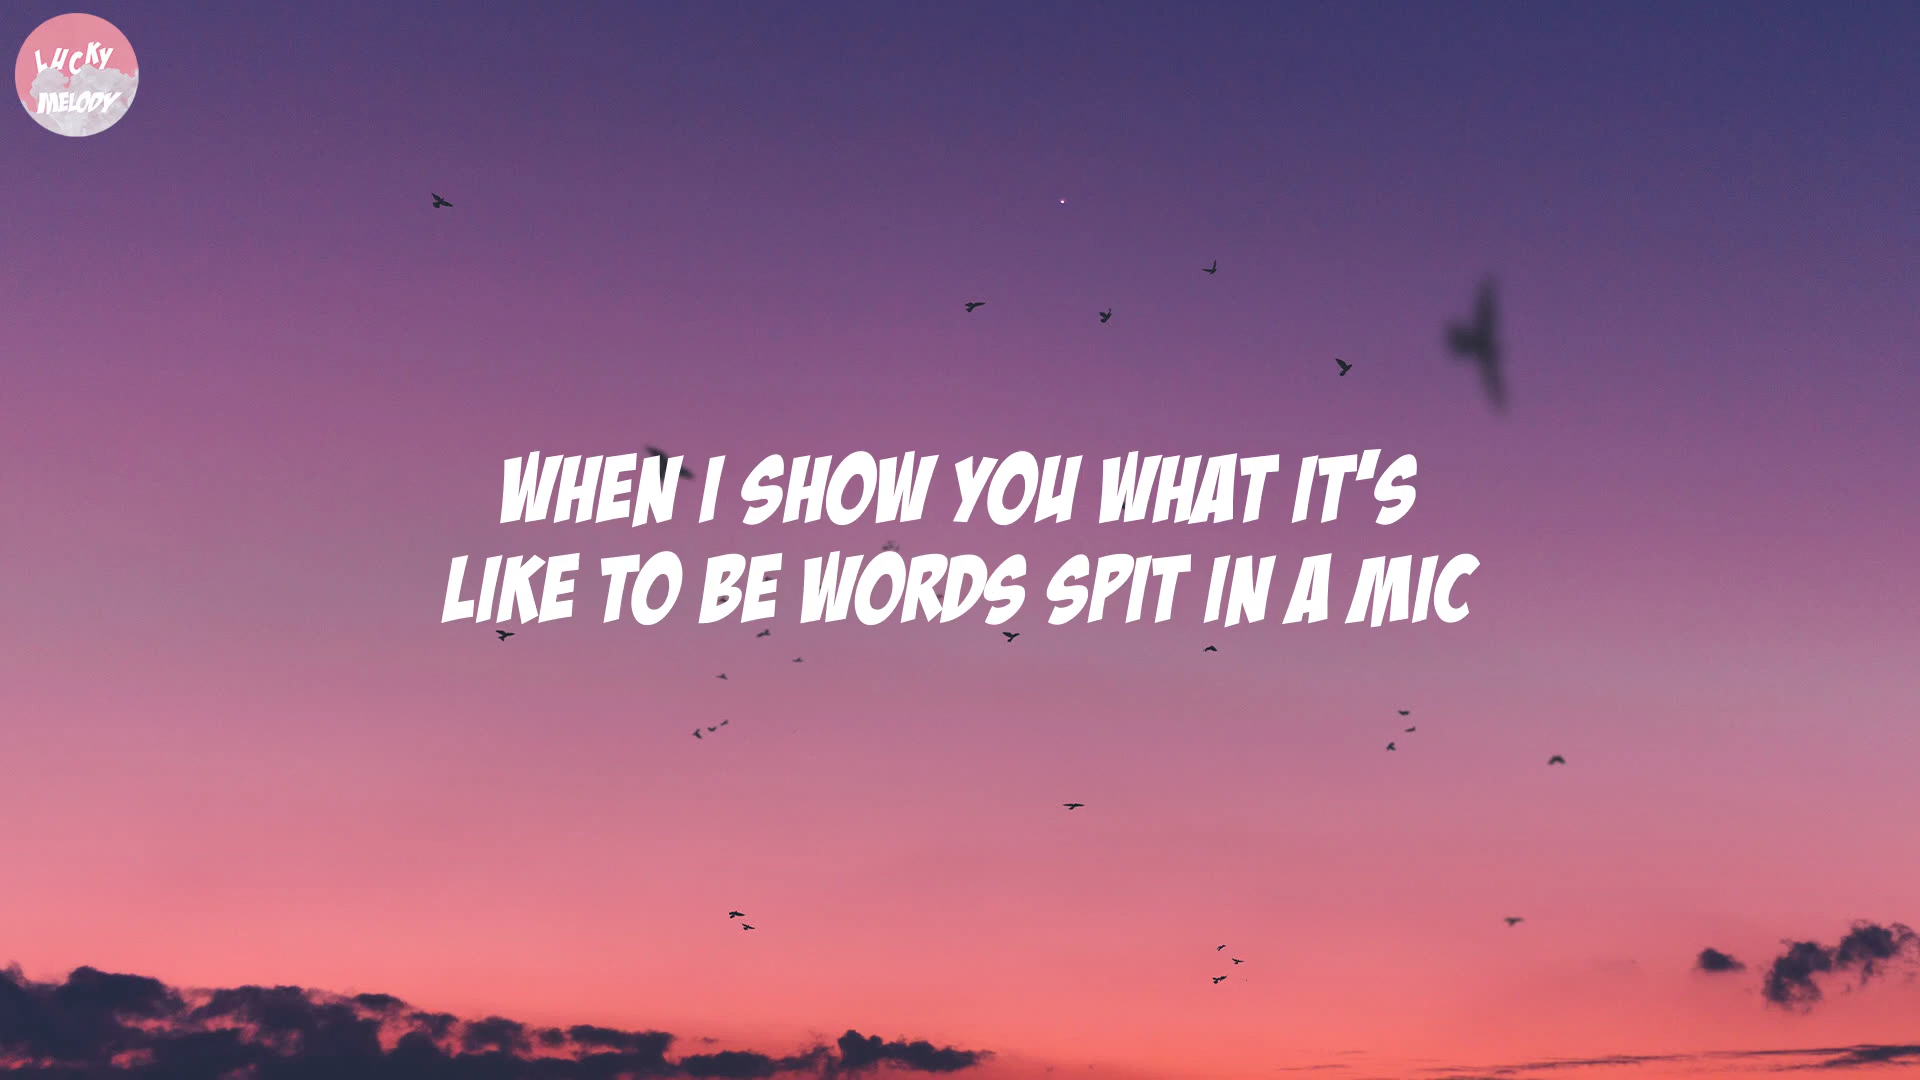 LUCKY
MELODY
WHEN I SHOW YOU WHAT IT'S
LIKE TO BE WORDS SPIT IN A MIC